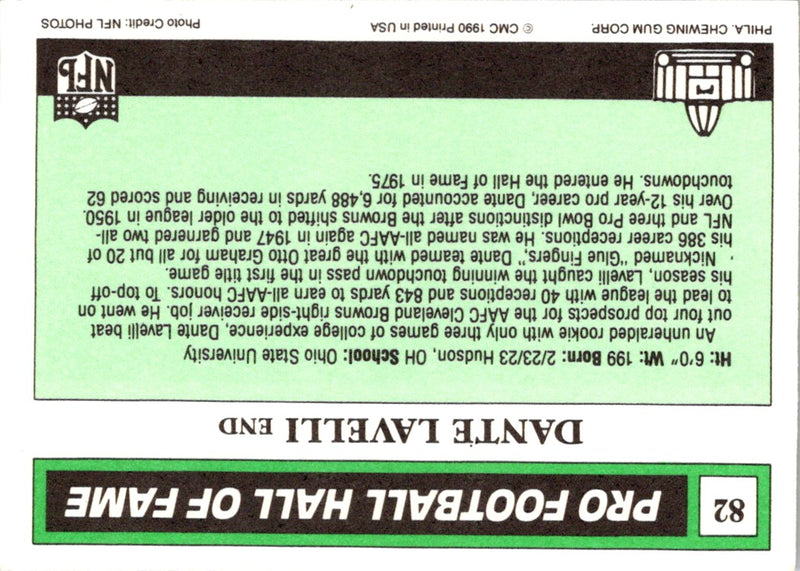 82 PRO FOOTBALL HALL OF FAME
DANTE LAVELLI END
Ht: 6'0" Wt: 199 Born: 2/23/23 Hudson, OH School: Ohio State University
An unheralded rookie with only three games of college experience, Dante Lavelli beat
out four top prospects for the AAFC Cleveland Browns right-side receiver job. He went on
to lead the league with 40 receptions and 843 yards to earn all-AAFC honors. To top-off
his season, Lavelli caught the winning touchdown pass in the first title game.
Nicknamed "Glue Fingers," Dante teamed with the great Otto Graham for all but 20 of
his 386 career receptions. He was named all-AAFC again in 1947 and garnered two all-
NFL and three Pro Bowl distinctions after the Browns shifted to the older league in 1950.
Over his 12-year pro career, Dante accounted for 6,488 yards in receiving and scored 62
touchdowns. He entered the Hall of Fame in 1975.
NFL
PHILA. CHEWING GUM CORP. © CMC 1990 Printed in USA Photo Credit: NFL PHOTOS